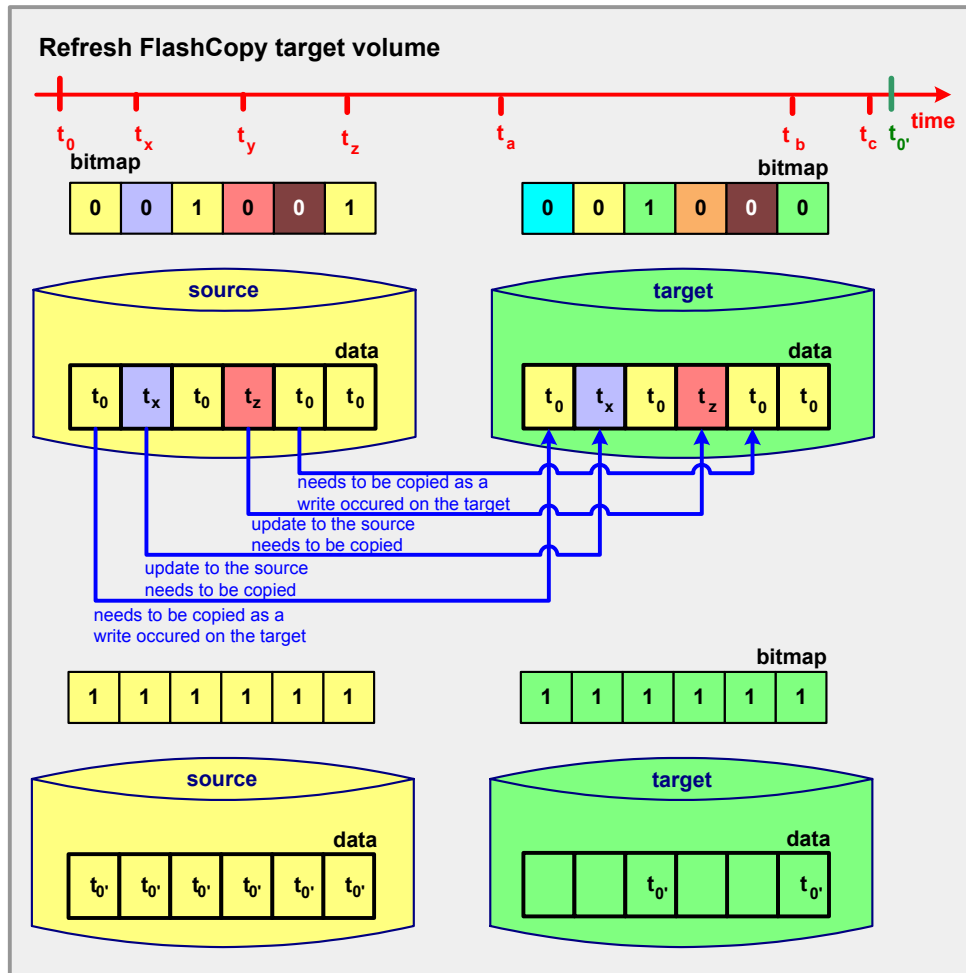 Refresh FlashCopy target volume
t0 tx ty tz ta tb tc t0'
time
bitmap
bitmap
0 0 1 0 0 1
0 0 1 0 0 0
source
target
data
data
t0 tx t0 tz t0 t0
t0 tx t0 tz t0 t0
needs to be copied as a
write occured on the target
update to the source
needs to be copied
update to the source
needs to be copied
needs to be copied as a
write occured on the target
bitmap
1 1 1 1 1 1
1 1 1 1 1 1
source
target
data
data
t0' t0' t0' t0' t0' t0'
t0' t0'